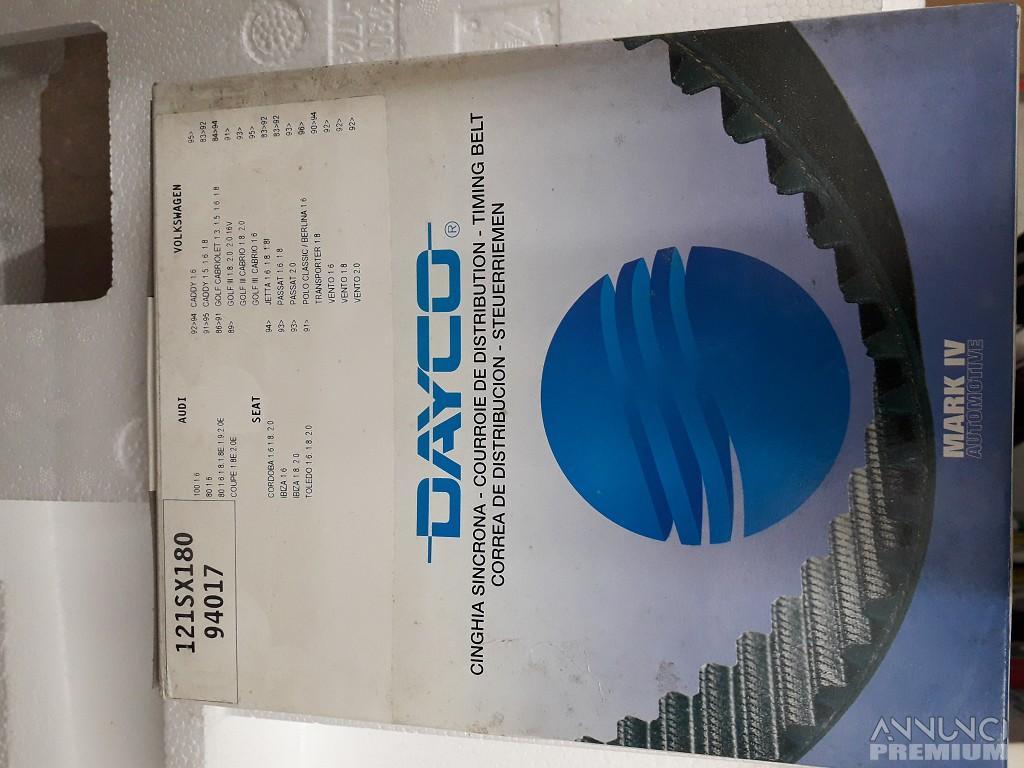 121SX180
94017
AUDI
100 1.6
80 1.6
80 1.6 1.8 1.8E 1.9 2.0E
COUPE 1.8E 2.0E
SEAT
CORDOBA 1.6 1.8 2.0
IBIZA 1.6
IBIZA 1.8 2.0
TOLEDO 1.6 1.8 2.0
VOLKSWAGEN
92>94 CADDY 1.6 95>
91>95 CADDY 1.5 1.6 1.8 83>92
86>91 GOLF CABRIOLET 1.3 1.5 1.6 1.8 84>94
89> GOLF III 1.8 2.0 2.0 16V 91>
GOLF III CABRIO 1.8 2.0 93>
GOLF III CABRIO 1.6 95>
94> JETTA 1.6 1.8 1.8I 83>92
93> PASSAT 1.6 1.8 83>92
93> PASSAT 2.0 93>
91> POLO CLASSIC / BERLINA 1.6 96>
TRANSPORTER 1.8 90>94
VENTO 1.6 92>
VENTO 1.8 92>
VENTO 2.0 92>
DAYCO®
CINGHIA SINCRONA - COURROIE DE DISTRIBUTION - TIMING BELT
CORREA DE DISTRIBUCION - STEUERRIEMEN
MARK IV
AUTOMOTIVE
ANNUNCI
PREMIUM